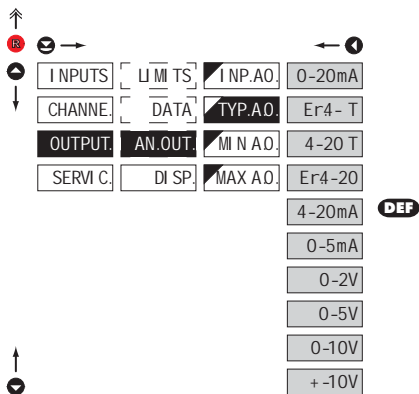 R
INPUTS LIMITS INP.AO. 0-20mA
CHANNE. DATA TYP.AO. Er4-T
OUTPUT. AN.OUT. MIN AO. 4-20 T
SERVIC. DISP. MAX AO. Er4-20
4-20mA DEF
0-5mA
0-2V
0-5V
0-10V
+-10V